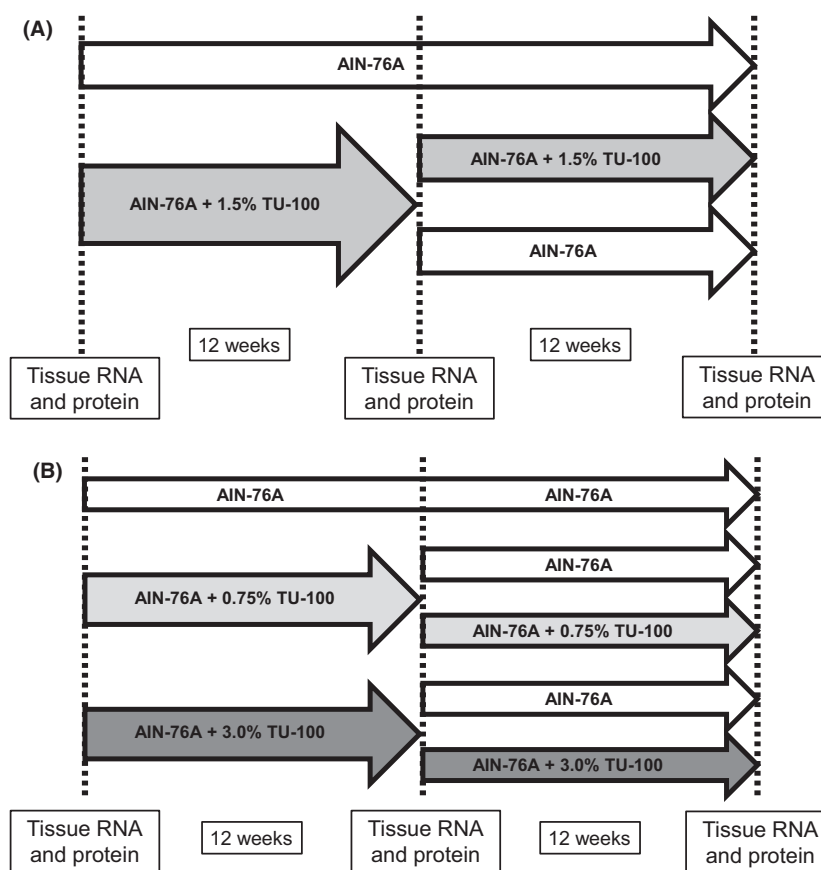 (A)
AIN-76A
AIN-76A + 1.5% TU-100
AIN-76A + 1.5% TU-100
AIN-76A
12 weeks
12 weeks
Tissue RNA
and protein
Tissue RNA
and protein
Tissue RNA
and protein
(B)
AIN-76A
AIN-76A
AIN-76A
AIN-76A + 0.75% TU-100
AIN-76A + 0.75% TU-100
AIN-76A
AIN-76A + 3.0% TU-100
AIN-76A + 3.0% TU-100
Tissue RNA
and protein
12 weeks
Tissue RNA
and protein
12 weeks
Tissue RNA
and protein